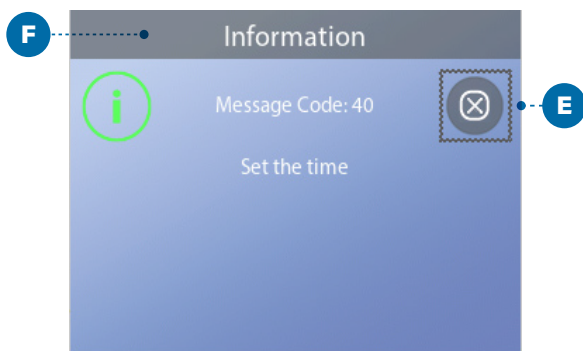 F
Information
Message Code: 40
E
Set the time